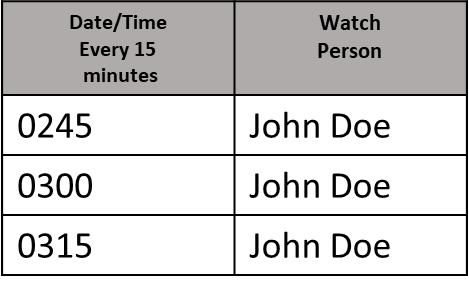 Date/Time Watch
Every 15 Person
minutes
0245 John Doe
0300 John Doe
0315 John Doe